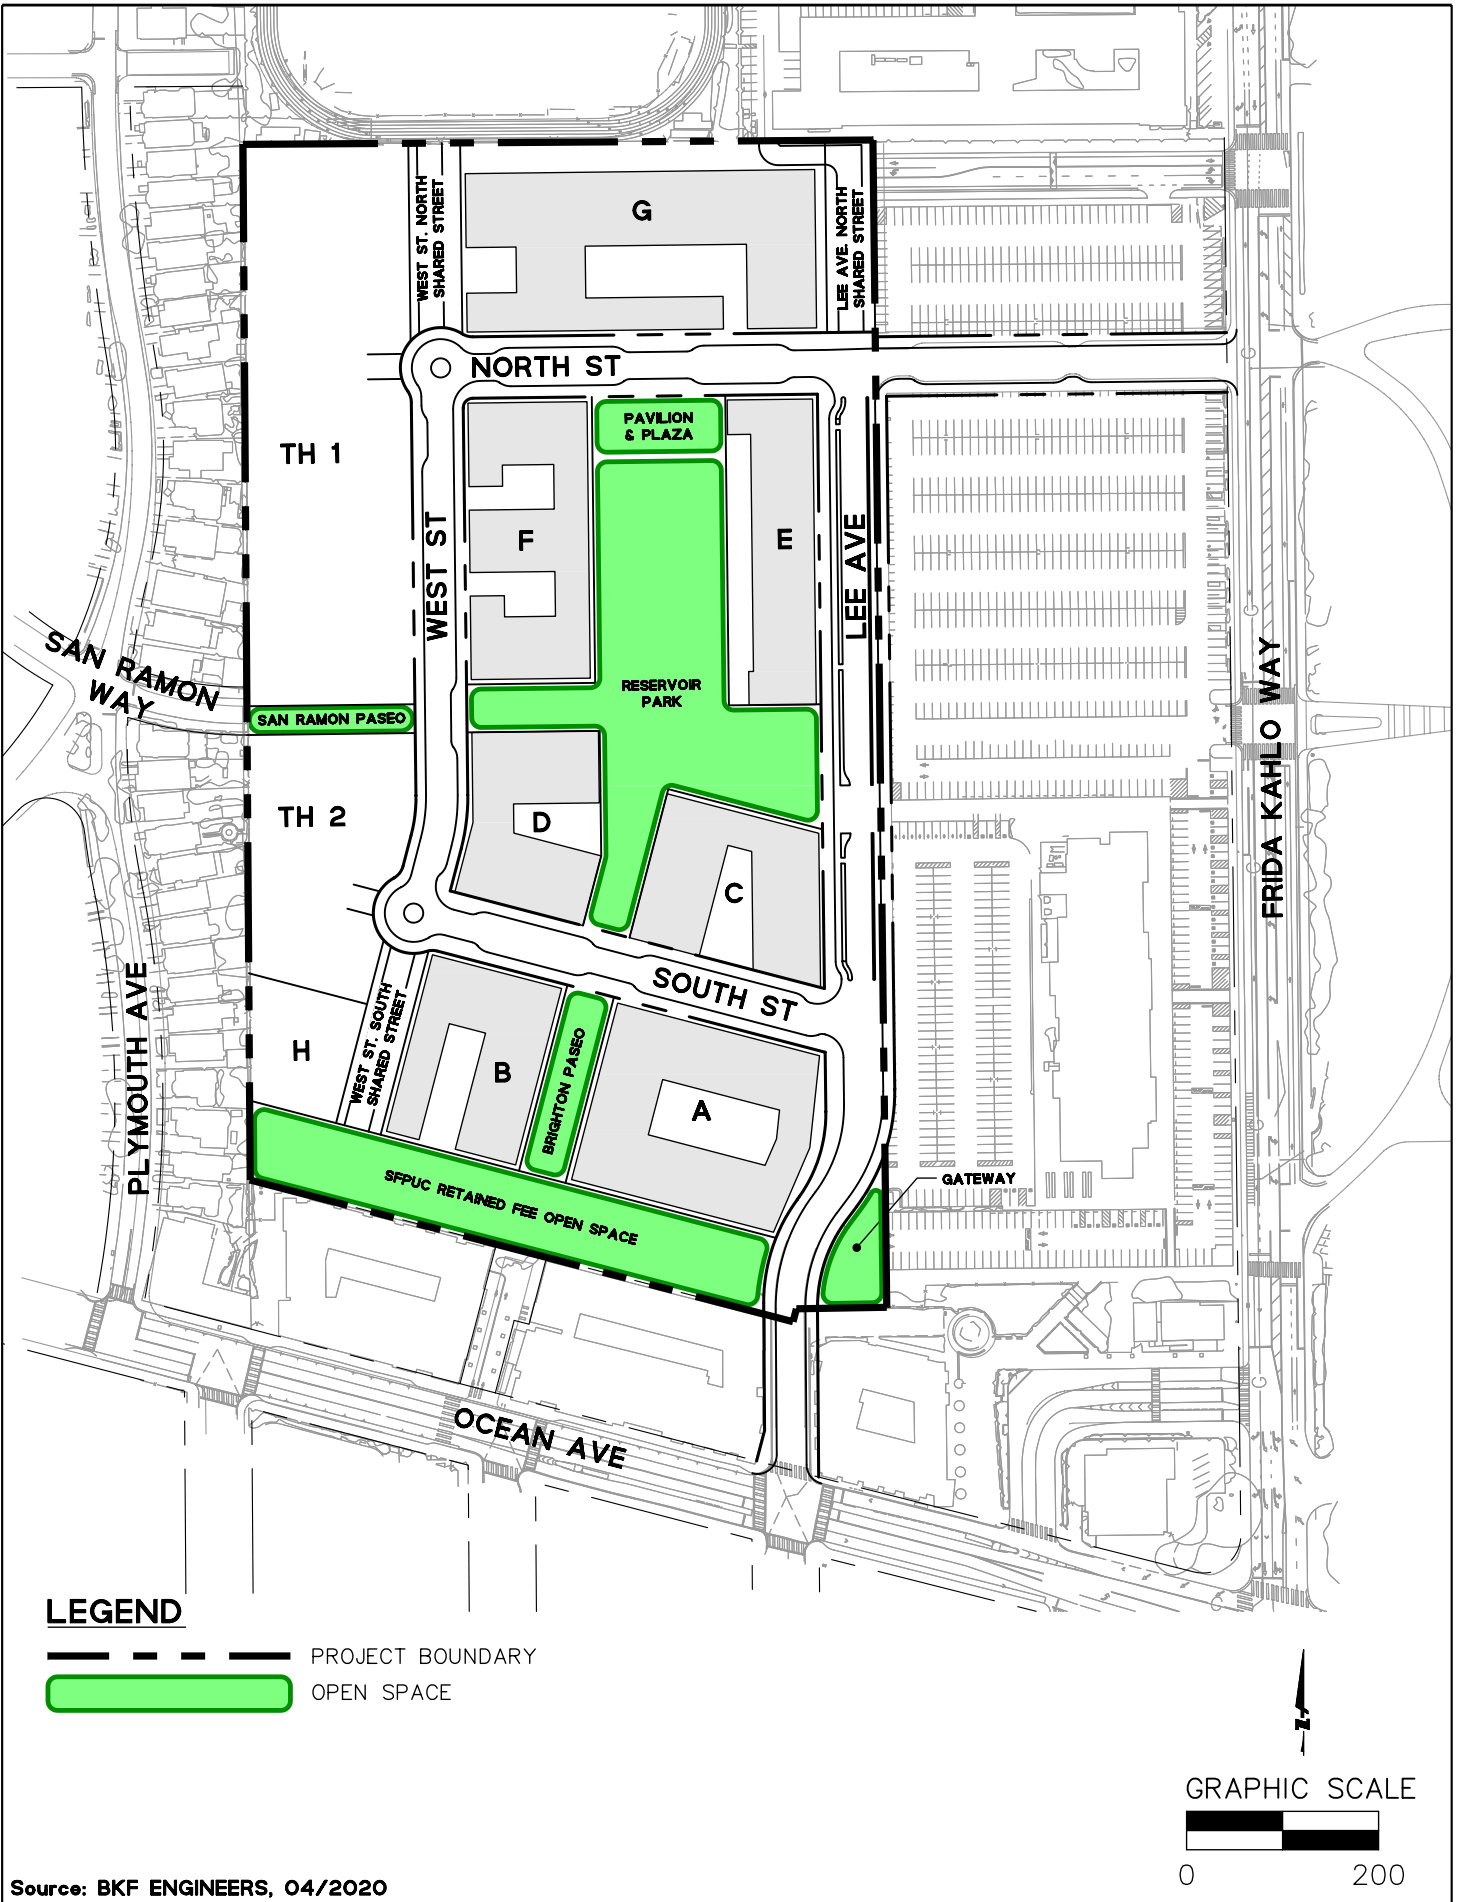 WEST ST. NORTH
SHARED STREET
G
LEE AVE. NORTH
SHARED STREET
NORTH ST
PAVILION
& PLAZA
TH 1
WEST ST
F
E
LEE AVE
SAN RAMON
WAY
SAN RAMON PASEO
RESERVOIR
PARK
FRIDA KAHLO WAY
TH 2
D
C
PLYMOUTH AVE
SOUTH ST
H
WEST ST. SOUTH
SHARED STREET
B
BRIGHTON PASEO
A
SFPUC RETAINED FEE OPEN SPACE
GATEWAY
OCEAN AVE
LEGEND
PROJECT BOUNDARY
OPEN SPACE
GRAPHIC SCALE
0 200
Source: BKF ENGINEERS, 04/2020